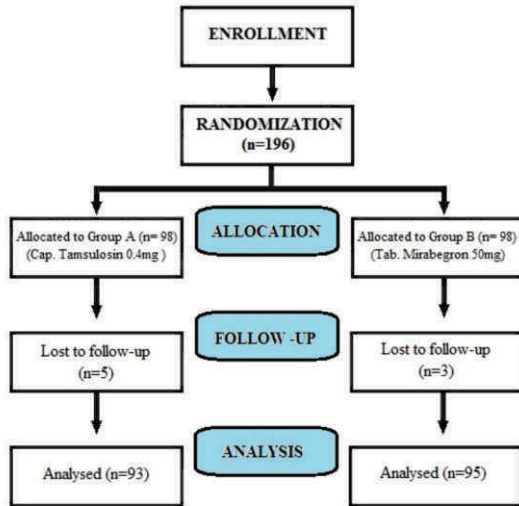 ENROLLMENT
RANDOMIZATION
(n=196)
ALLOCATION
Allocated to Group A (n= 98)
(Cap. Tamsulosin 0.4mg )
Allocated to Group B (n= 98)
(Tab. Mirabegron 50mg)
FOLLOW -UP
Lost to follow-up
(n=5)
Lost to follow-up
(n=3)
ANALYSIS
Analysed (n=93)
Analysed (n=95)